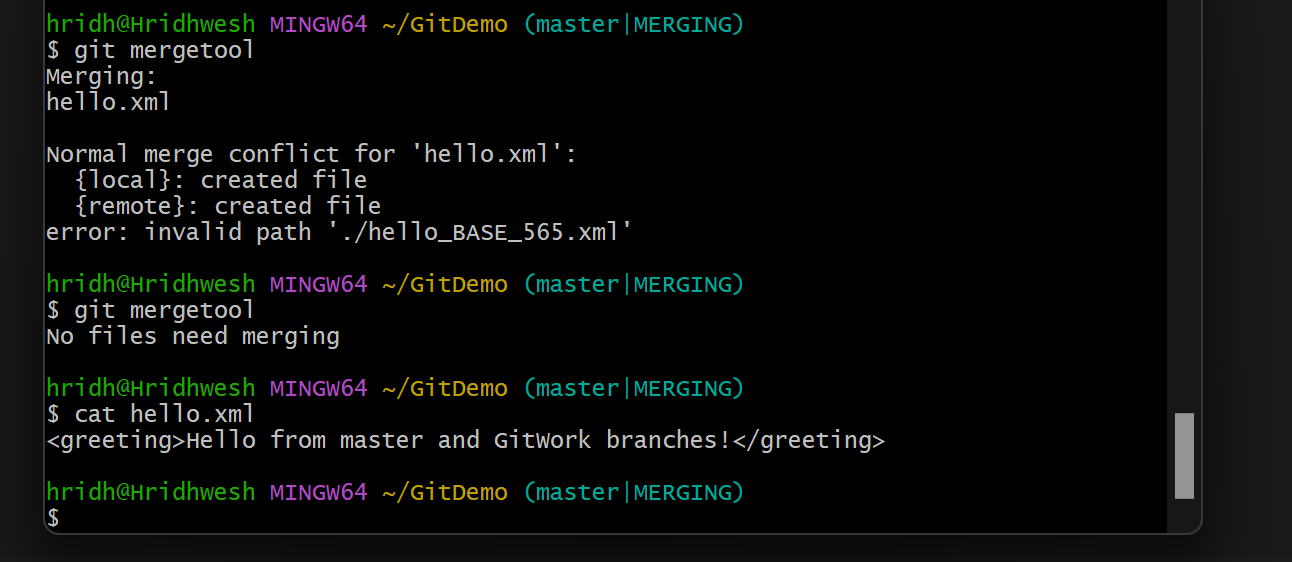 hridh@Hridhwesh MINGW64 ~/GitDemo (master|MERGING)
$ git mergetool
Merging:
hello.xml
Normal merge conflict for 'hello.xml':
  {local}: created file
  {remote}: created file
error: invalid path './hello_BASE_565.xml'
hridh@Hridhwesh MINGW64 ~/GitDemo (master|MERGING)
$ git mergetool
No files need merging
hridh@Hridhwesh MINGW64 ~/GitDemo (master|MERGING)
$ cat hello.xml
<greeting>Hello from master and GitWork branches!</greeting>
hridh@Hridhwesh MINGW64 ~/GitDemo (master|MERGING)
$